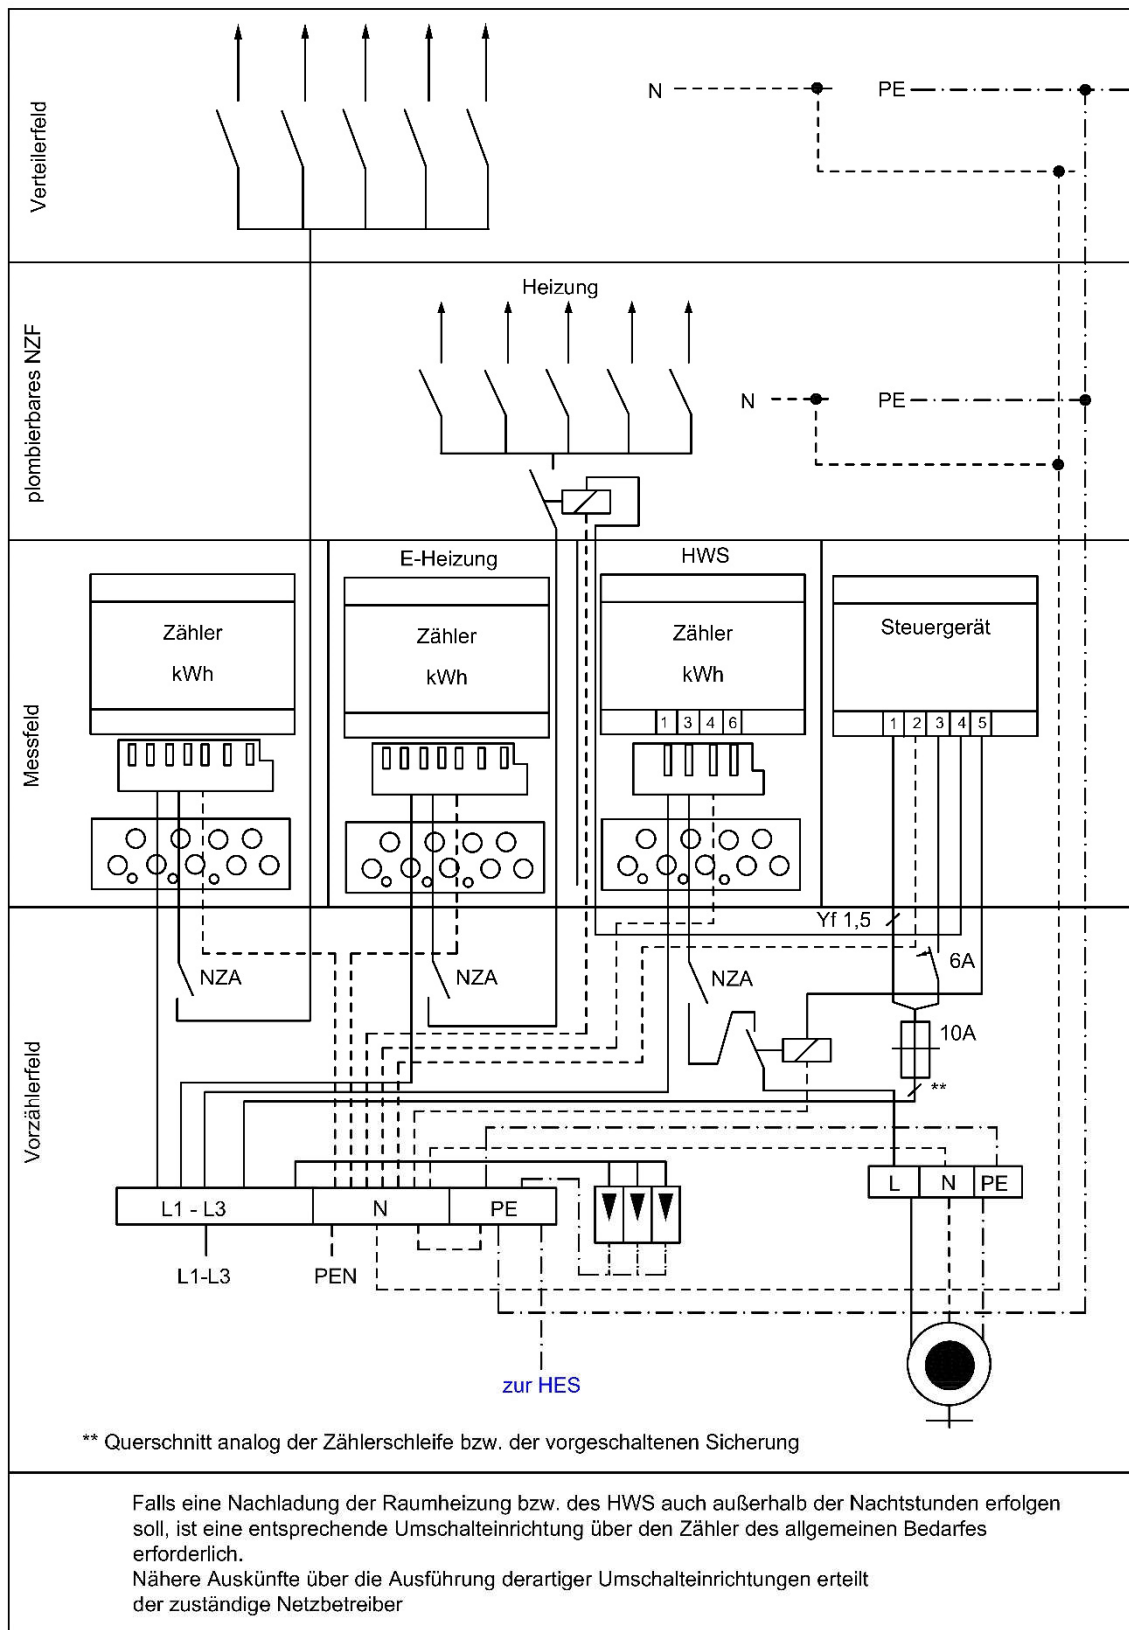 Verteilerfeld
N
PE
plombierbares NZF
Heizung
N
PE
Messfeld
E-Heizung
HWS
Zähler
kWh
Zähler
kWh
Zähler
kWh
1 3 4 6
Steuergerät
1 2 3 4 5
Vorzählerfeld
Yf 1,5
6A
NZA
NZA
NZA
10A
**
L1 - L3
N
PE
L
N
PE
L1-L3
PEN
zur HES
** Querschnitt analog der Zählerschleife bzw. der vorgeschaltenen Sicherung
Falls eine Nachladung der Raumheizung bzw. des HWS auch außerhalb der Nachtstunden erfolgen
soll, ist eine entsprechende Umschalteinrichtung über den Zähler des allgemeinen Bedarfes
erforderlich.
Nähere Auskünfte über die Ausführung derartiger Umschalteinrichtungen erteilt
der zuständige Netzbetreiber